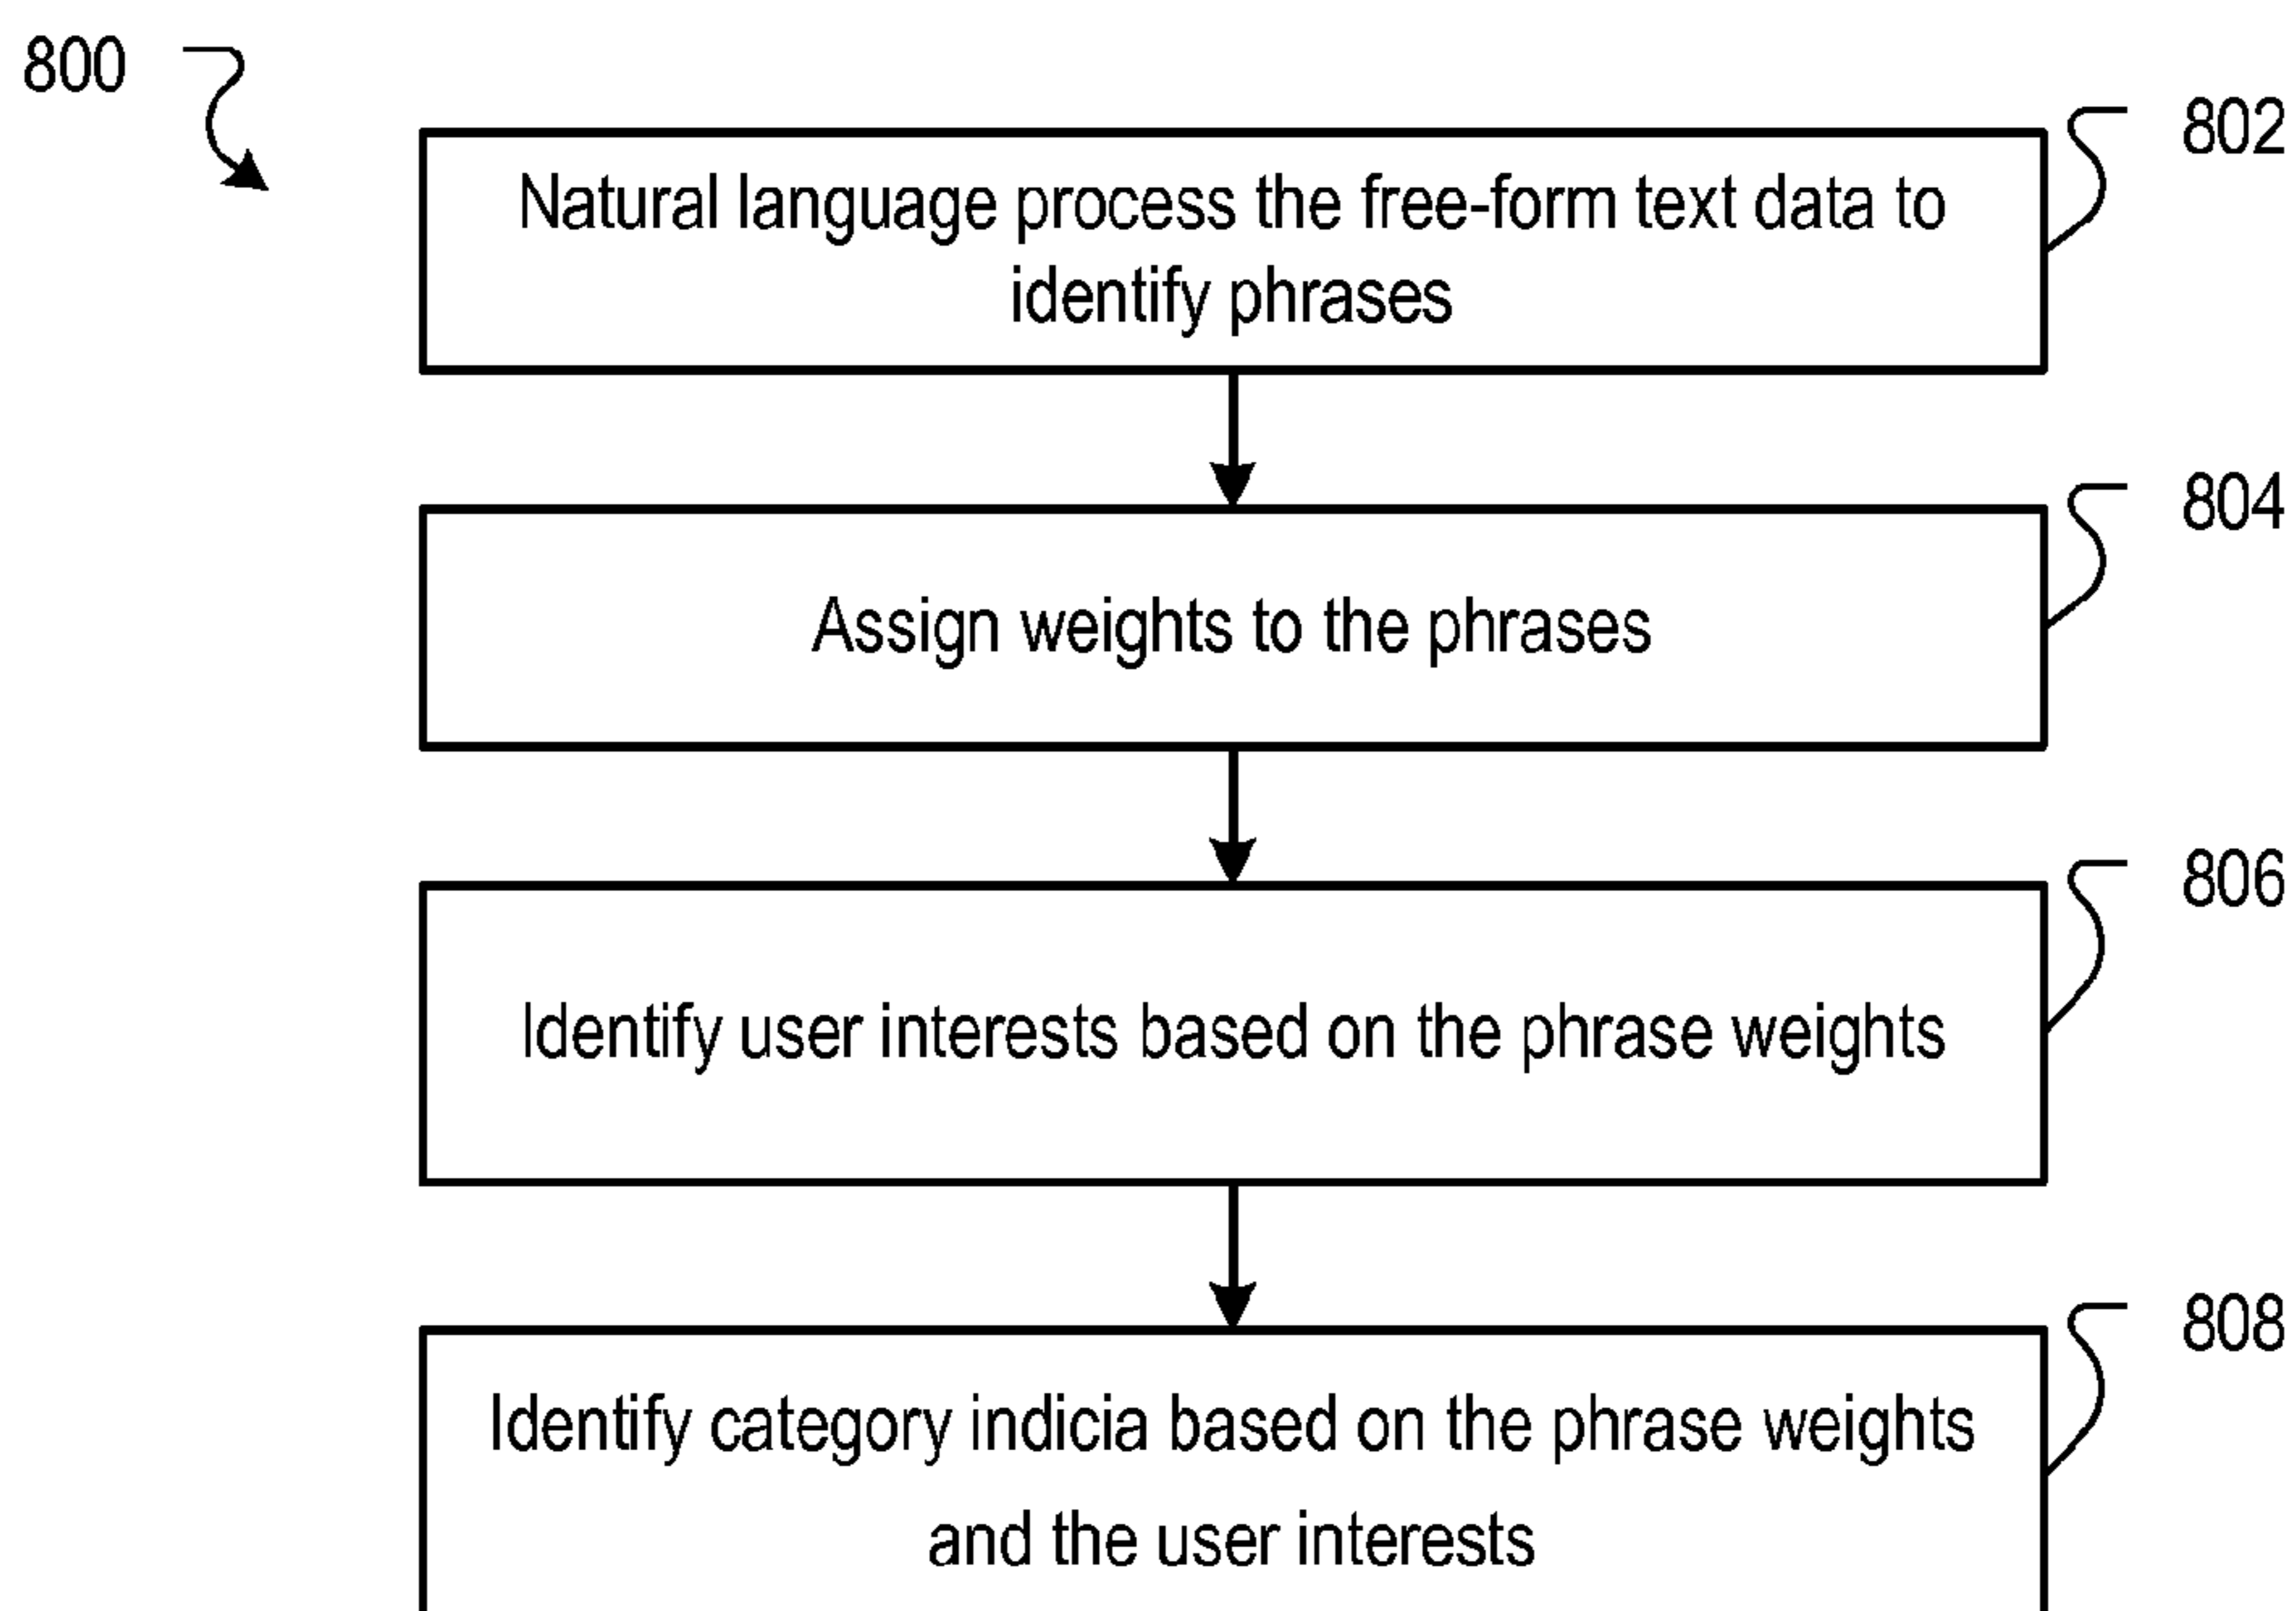 800
802
Natural language process the free-form text data to
identify phrases
804
Assign weights to the phrases
806
Identify user interests based on the phrase weights
808
Identify category indicia based on the phrase weights
and the user interests